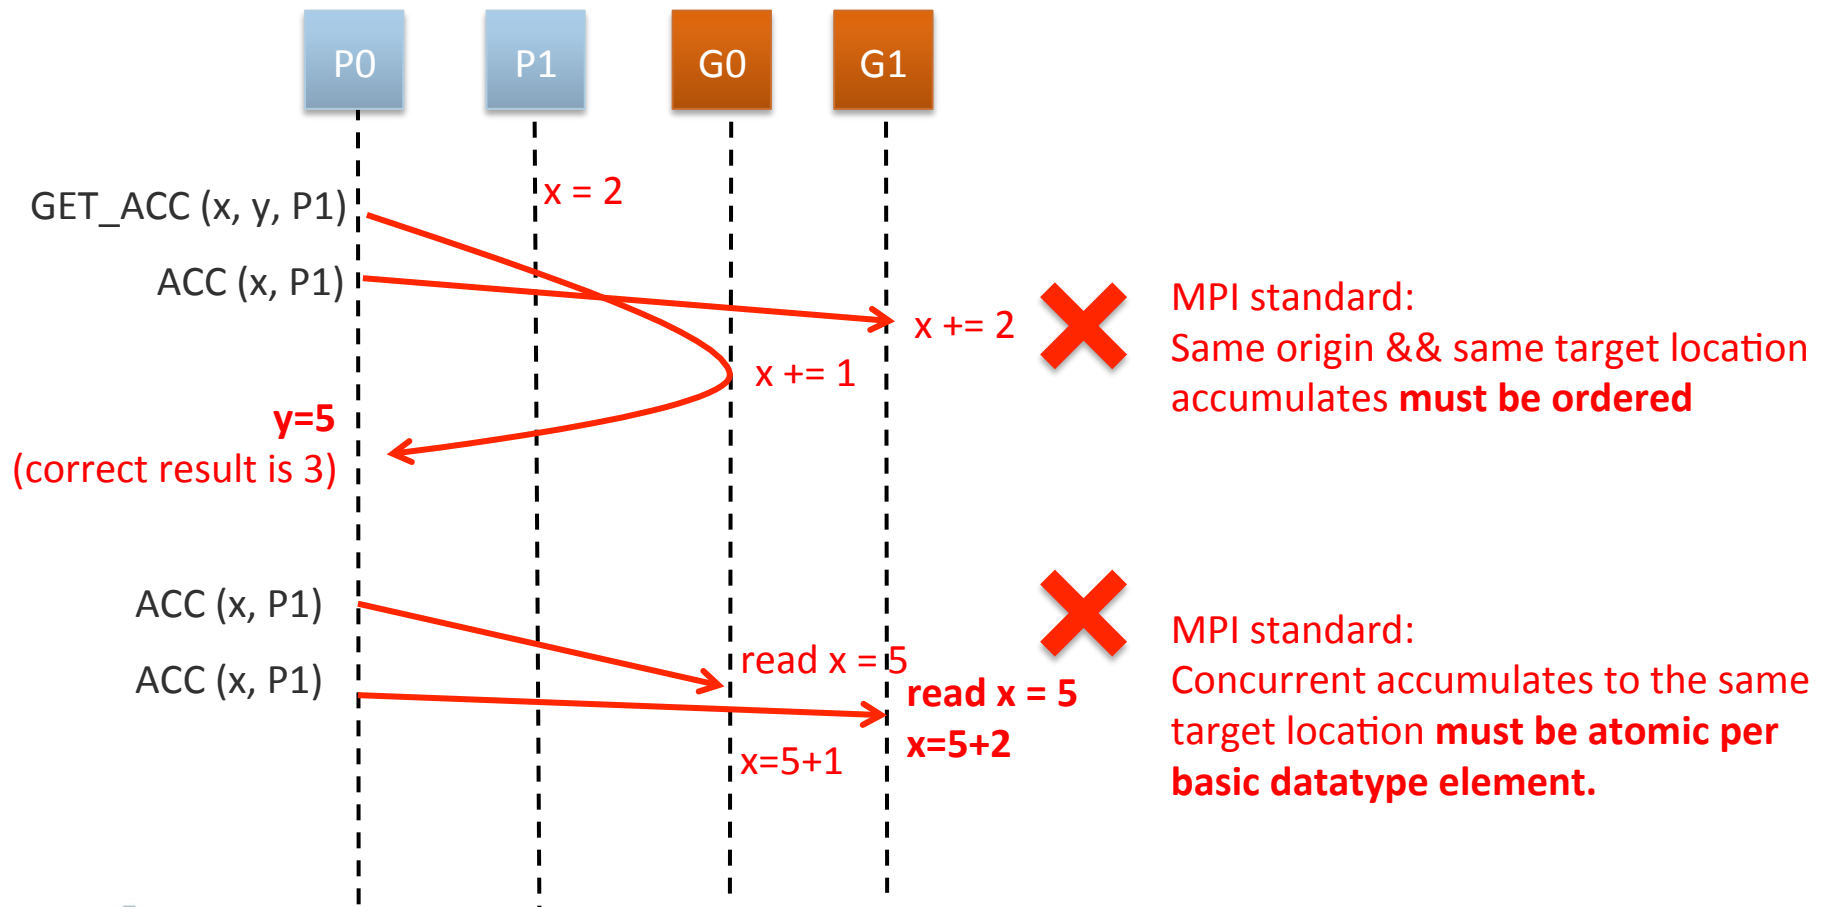 P0 P1 G0 G1
x = 2
GET_ACC (x, y, P1)
ACC (x, P1)
x += 2
x += 1
MPI standard:
Same origin && same target location
accumulates must be ordered
y=5
(correct result is 3)
ACC (x, P1)
ACC (x, P1)
read x = 5
read x = 5
x=5+2
x=5+1
MPI standard:
Concurrent accumulates to the same
target location must be atomic per
basic datatype element.